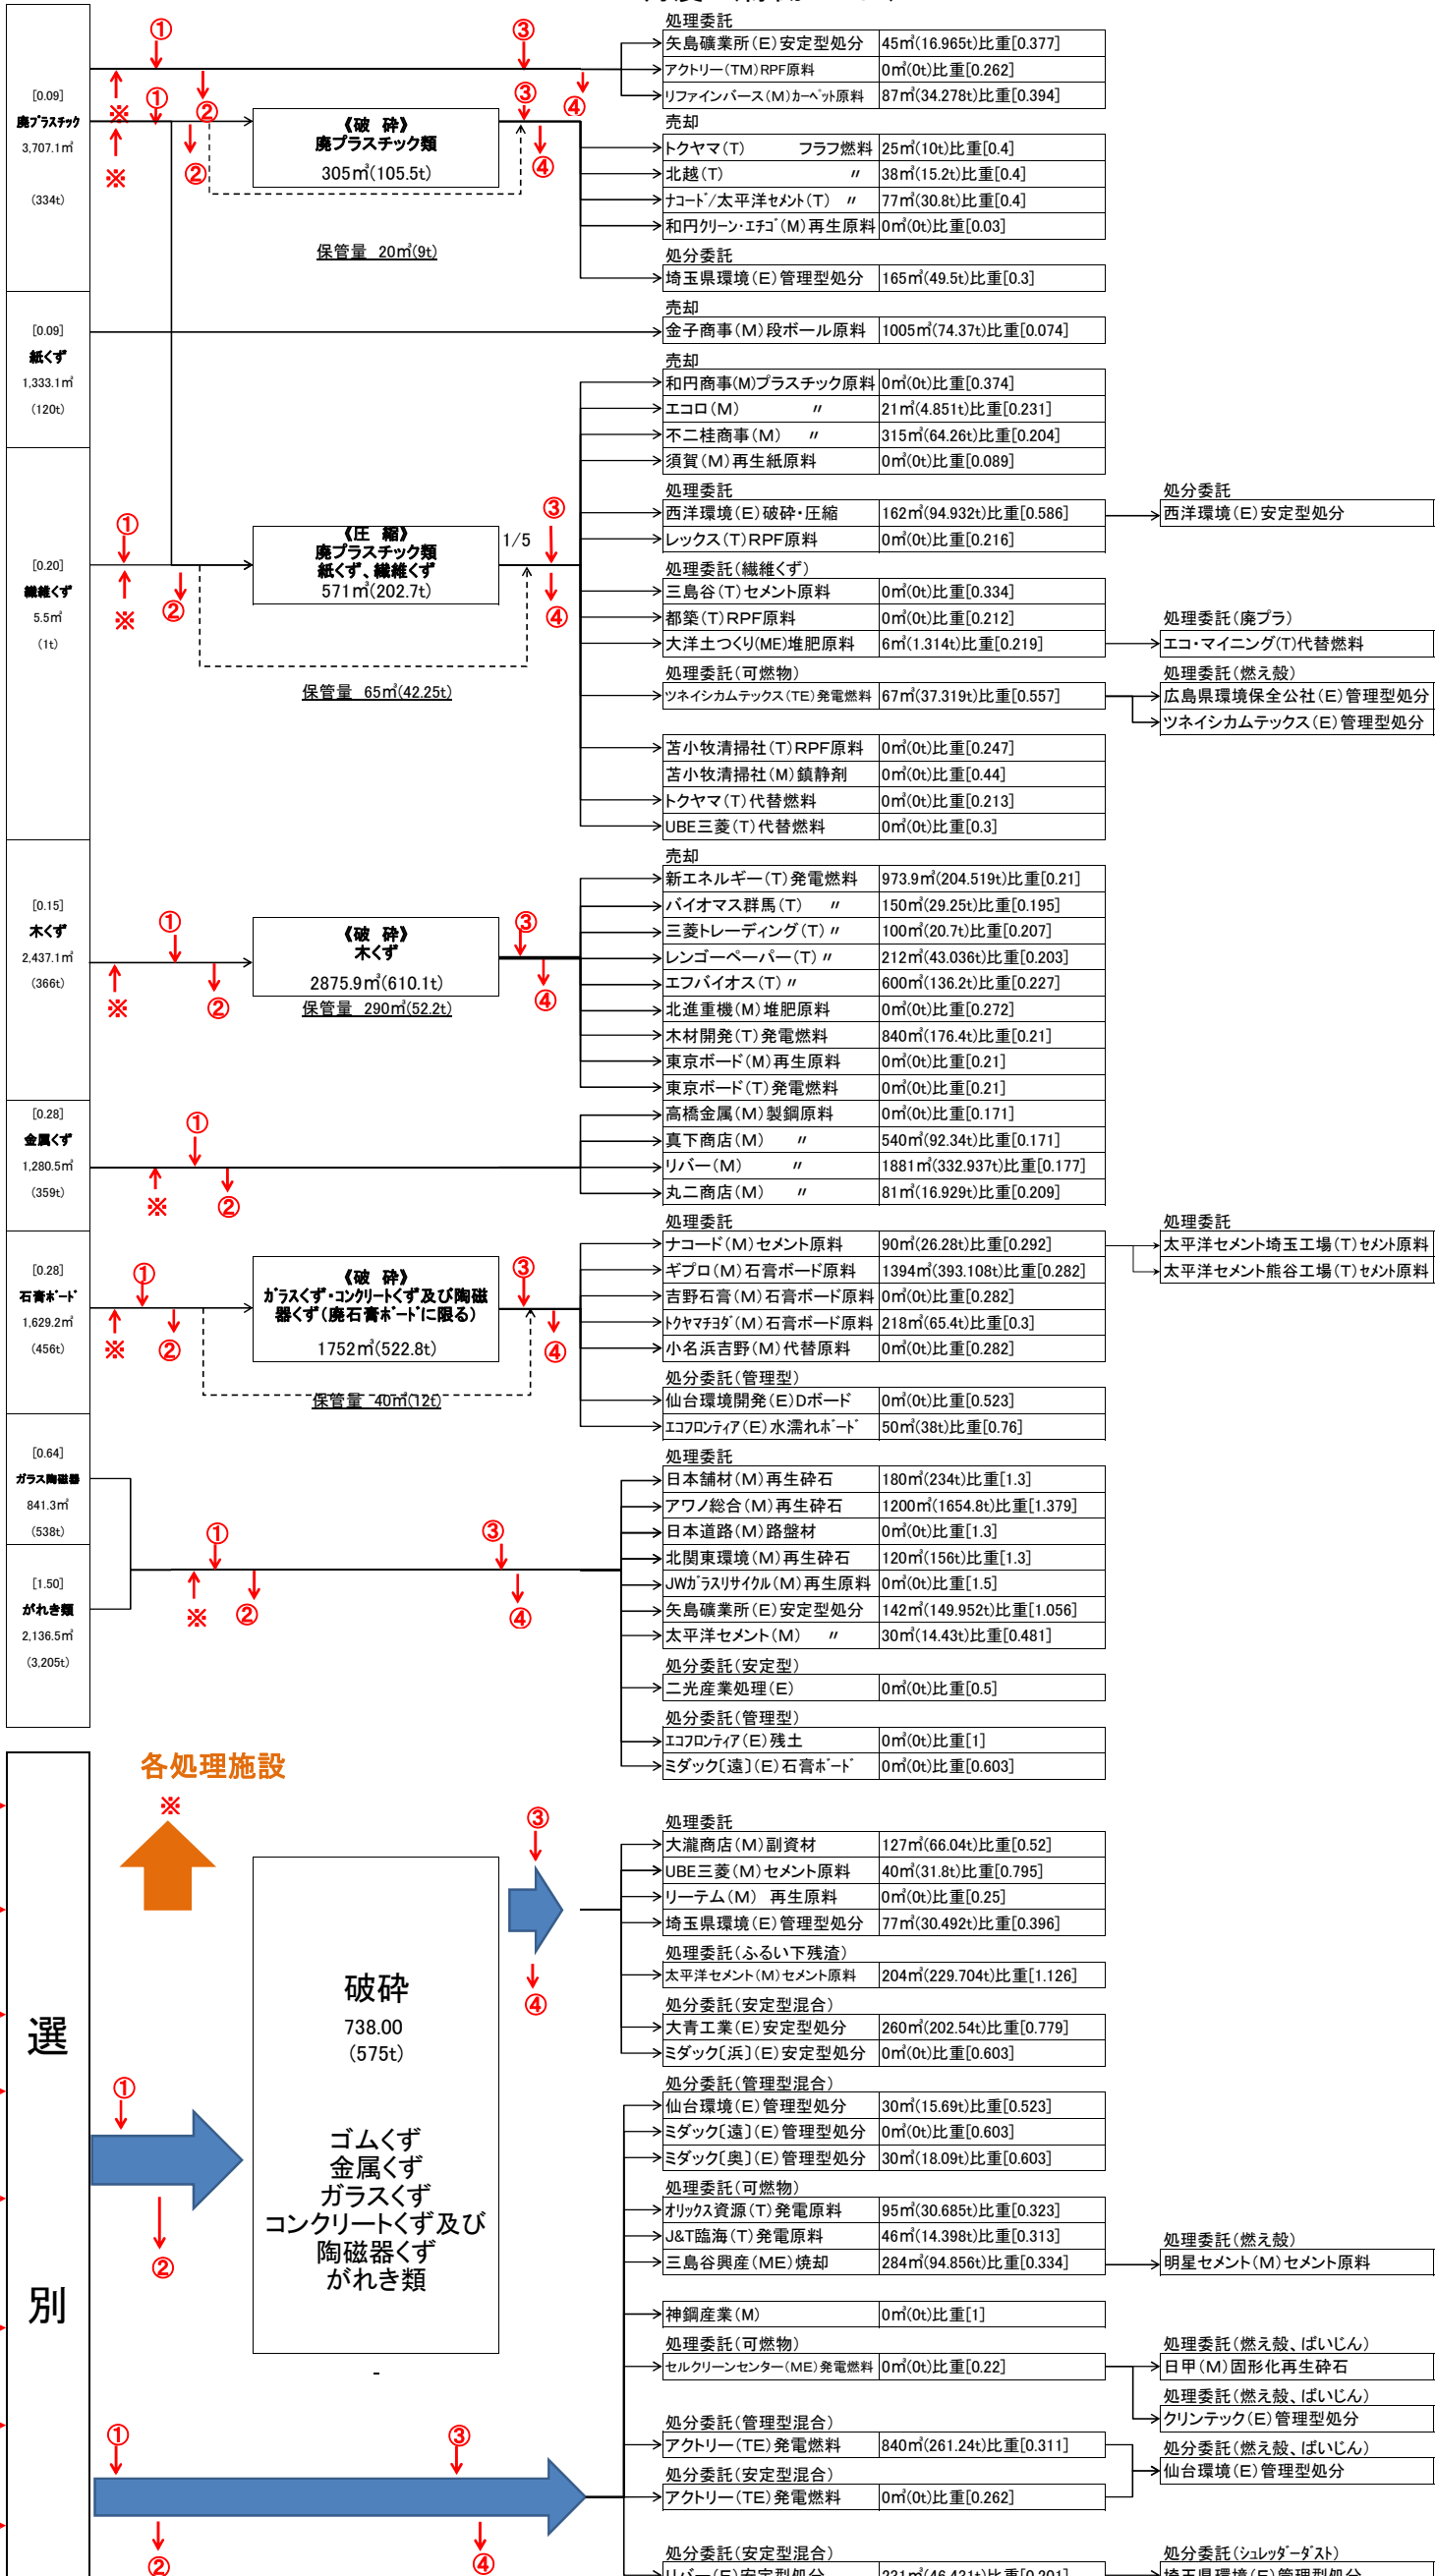 処理委託
① ③
矢島礦業所(E)安定型処分 45㎥(16.965t)比重[0.377]
アクトリー(TM)RPF原料 0㎥(0t)比重[0.262]
リファインバース(M)カーペット原料 87㎥(34.278t)比重[0.394]
[0.09]
廃プラスチック
3,707.1㎥
(334t)
※ ① ② ③ ④
※ ② ④
《破 砕》
廃プラスチック類
305㎥(105.5t)
保管量 20㎥(9t)
売却
トクヤマ(T) フラフ燃料 25㎥(10t)比重[0.4]
北越(T) 〃 38㎥(15.2t)比重[0.4]
ナコード/太平洋セメント(T) 〃 77㎥(30.8t)比重[0.4]
和円クリーン・エチゴ(M)再生原料 0㎥(0t)比重[0.03]
処分委託
埼玉県環境(E)管理型処分 165㎥(49.5t)比重[0.3]
[0.09]
紙くず
1,333.1㎥
(120t)
売却
金子商事(M)段ボール原料 1005㎥(74.37t)比重[0.074]
売却
和円商事(M)プラスチック原料 0㎥(0t)比重[0.374]
エコロ(M) 〃 21㎥(4.851t)比重[0.231]
不二桂商事(M) 〃 315㎥(64.26t)比重[0.204]
須賀(M)再生紙原料 0㎥(0t)比重[0.089]
[0.20]
繊維くず
5.5㎥
(1t)
① ※ ②
《圧 縮》
廃プラスチック類
紙くず、繊維くず
571㎥(202.7t)
1/5
③ ④
保管量 65㎥(42.25t)
処理委託
西洋環境(E)破砕・圧縮 162㎥(94.932t)比重[0.586]
レックス(T)RPF原料 0㎥(0t)比重[0.216]
処分委託
西洋環境(E)安定型処分
処理委託(繊維くず)
三島谷(T)セメント原料 0㎥(0t)比重[0.334]
都築(T)RPF原料 0㎥(0t)比重[0.212]
大洋土つくり(ME)堆肥原料 6㎥(1.314t)比重[0.219]
処理委託(廃プラ)
エコ・マイニング(T)代替燃料
処理委託(可燃物)
ツネイシカムテックス(TE)発電燃料 67㎥(37.319t)比重[0.557]
処理委託(燃え殻)
広島県環境保全公社(E)管理型処分
ツネイシカムテックス(E)管理型処分
苫小牧清掃社(T)RPF原料 0㎥(0t)比重[0.247]
苫小牧清掃社(M)鎮静剤 0㎥(0t)比重[0.44]
トクヤマ(T)代替燃料 0㎥(0t)比重[0.213]
UBE三菱(T)代替燃料 0㎥(0t)比重[0.3]
[0.15]
木くず
2,437.1㎥
(366t)
① ※ ②
《破 砕》
木くず
2875.9㎥(610.1t)
保管量 290㎥(52.2t)
③ ④
売却
新エネルギー(T)発電燃料 973.9㎥(204.519t)比重[0.21]
バイオマス群馬(T) 〃 150㎥(29.25t)比重[0.195]
三菱トレーディング(T)〃 100㎥(20.7t)比重[0.207]
レンゴーペーパー(T)〃 212㎥(43.036t)比重[0.203]
エフバイオス(T)〃 600㎥(136.2t)比重[0.227]
北進重機(M)堆肥原料 0㎥(0t)比重[0.272]
木材開発(T)発電燃料 840㎥(176.4t)比重[0.21]
東京ボード(M)再生原料 0㎥(0t)比重[0.21]
東京ボード(T)発電燃料 0㎥(0t)比重[0.21]
[0.28]
金属くず
1,280.5㎥
(359t)
① ※ ②
高橋金属(M)製鋼原料 0㎥(0t)比重[0.171]
真下商店(M) 〃 540㎥(92.34t)比重[0.171]
リバー(M) 〃 1881㎥(332.937t)比重[0.177]
丸二商店(M) 〃 81㎥(16.929t)比重[0.209]
[0.28]
石膏ボード
1,629.2㎥
(456t)
① ※ ②
《破 砕》
ガラスくず・コンクリートくず及び陶磁
器くず(廃石膏ボードに限る)
1752㎥(522.8t)
保管量 40㎥(12t)
③ ④
処理委託
ナコード(M)セメント原料 90㎥(26.28t)比重[0.292]
ギプロ(M)石膏ボード原料 1394㎥(393.108t)比重[0.282]
吉野石膏(M)石膏ボード原料 0㎥(0t)比重[0.282]
トクヤマチヨダ(M)石膏ボード原料 218㎥(65.4t)比重[0.3]
小名浜吉野(M)代替原料 0㎥(0t)比重[0.282]
処理委託
太平洋セメント埼玉工場(T)セメント原料
太平洋セメント熊谷工場(T)セメント原料
処分委託(管理型)
仙台環境開発(E)Dボード 0㎥(0t)比重[0.523]
エコフロンティア(E)水濡れボード 50㎥(38t)比重[0.76]
[0.64]
ガラス陶磁器
841.3㎥
(538t)
[1.50]
がれき類
2,136.5㎥
(3,205t)
① ※ ② ③ ④
処理委託
日本舗材(M)再生砕石 180㎥(234t)比重[1.3]
アワノ総合(M)再生砕石 1200㎥(1654.8t)比重[1.379]
日本道路(M)路盤材 0㎥(0t)比重[1.3]
北関東環境(M)再生砕石 120㎥(156t)比重[1.3]
JWガラスリサイクル(M)再生原料 0㎥(0t)比重[1.5]
矢島礦業所(E)安定型処分 142㎥(149.952t)比重[1.056]
太平洋セメント(M) 〃 30㎥(14.43t)比重[0.481]
処分委託(安定型)
二光産業処理(E) 0㎥(0t)比重[0.5]
処分委託(管理型)
エコフロンティア(E)残土 0㎥(0t)比重[1]
ミダック〔遠〕(E)石膏ボード 0㎥(0t)比重[0.603]
選
別
各処理施設
※
① ②
破砕
738.00
(575t)
ゴムくず
金属くず
ガラスくず
コンクリートくず及び
陶磁器くず
がれき類
-
③ ④
処理委託
大瀧商店(M)副資材 127㎥(66.04t)比重[0.52]
UBE三菱(M)セメント原料 40㎥(31.8t)比重[0.795]
リーテム(M) 再生原料 0㎥(0t)比重[0.25]
埼玉県環境(E)管理型処分 77㎥(30.492t)比重[0.396]
処理委託(ふるい下残渣)
太平洋セメント(M)セメント原料 204㎥(229.704t)比重[1.126]
処分委託(安定型混合)
大青工業(E)安定型処分 260㎥(202.54t)比重[0.779]
ミダック〔浜〕(E)安定型処分 0㎥(0t)比重[0.603]
処分委託(管理型混合)
仙台環境(E)管理型処分 30㎥(15.69t)比重[0.523]
ミダック〔遠〕(E)管理型処分 0㎥(0t)比重[0.603]
ミダック〔奥〕(E)管理型処分 30㎥(18.09t)比重[0.603]
処理委託(可燃物)
オリックス資源(T)発電原料 95㎥(30.685t)比重[0.323]
J&T臨海(T)発電原料 46㎥(14.398t)比重[0.313]
三島谷興産(ME)焼却 284㎥(94.856t)比重[0.334]
処理委託(燃え殻)
明星セメント(M)セメント原料
神鋼産業(M) 0㎥(0t)比重[1]
処理委託(可燃物)
セルクリーンセンター(ME)発電燃料 0㎥(0t)比重[0.22]
処理委託(燃え殻、ばいじん)
日甲(M)固形化再生砕石
処理委託(燃え殻、ばいじん)
クリンテック(E)管理型処分
① ② ③ ④
処分委託(管理型混合)
アクトリー(TE)発電燃料 840㎥(261.24t)比重[0.311]
処分委託(安定型混合)
アクトリー(TE)発電燃料 0㎥(0t)比重[0.262]
処分委託(燃え殻、ばいじん)
仙台環境(E)管理型処分
処分委託(安定型混合)
リバー(E)安定型処分 231㎥(46.431t)比重[0.201]
処分委託(シュレッダーダスト)
埼玉県環境(E)管理型処分